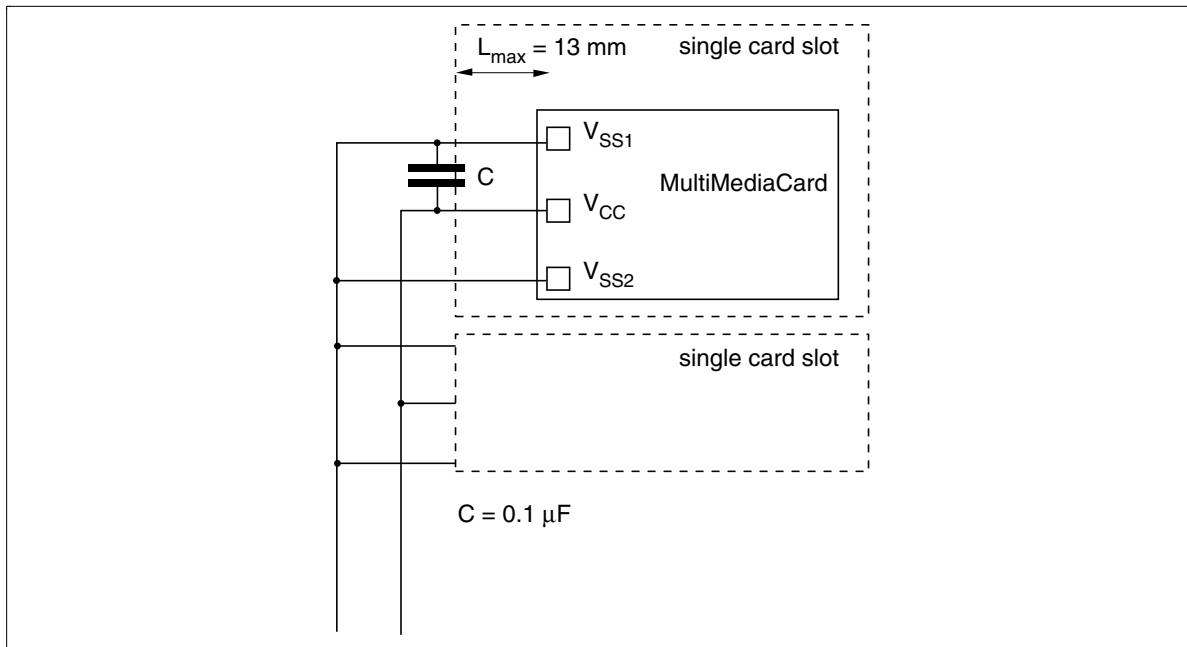 L_max = 13 mm
single card slot
V_SS1
C
MultiMediaCard
V_CC
V_SS2
single card slot
C = 0.1 μF